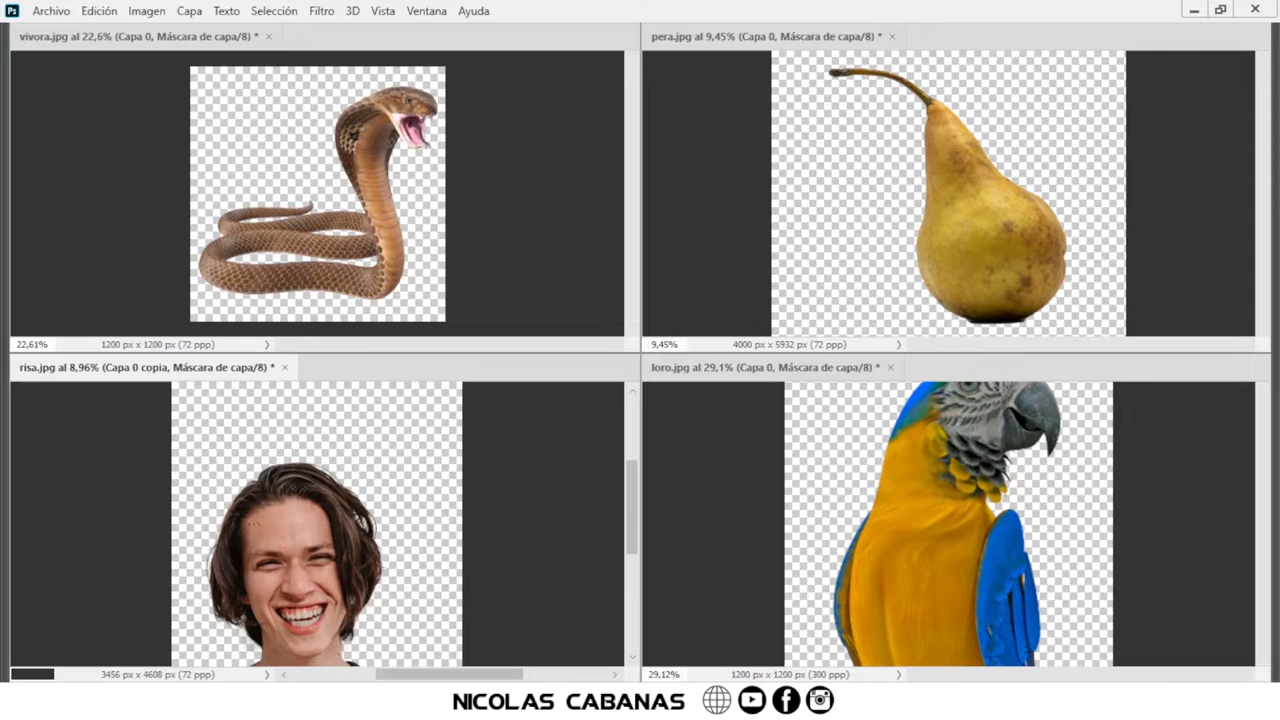 Ps Archivo Edición Imagen Capa Texto Selección Filtro 3D Vista Ventana Ayuda
vivora.jpg al 22,6% (Capa 0, Máscara de capa/8) *
22,61% 1200 px x 1200 px (72 ppp)
pera.jpg al 9,45% (Capa 0, Máscara de capa/8) *
9,45% 4000 px x 5932 px (72 ppp)
risa.jpg al 8,96% (Capa 0 copia, Máscara de capa/8) *
3456 px x 4608 px (72 ppp)
loro.jpg al 29,1% (Capa 0, Máscara de capa/8) *
29,12% 1200 px x 1200 px (300 ppp)
NICOLAS CABANAS